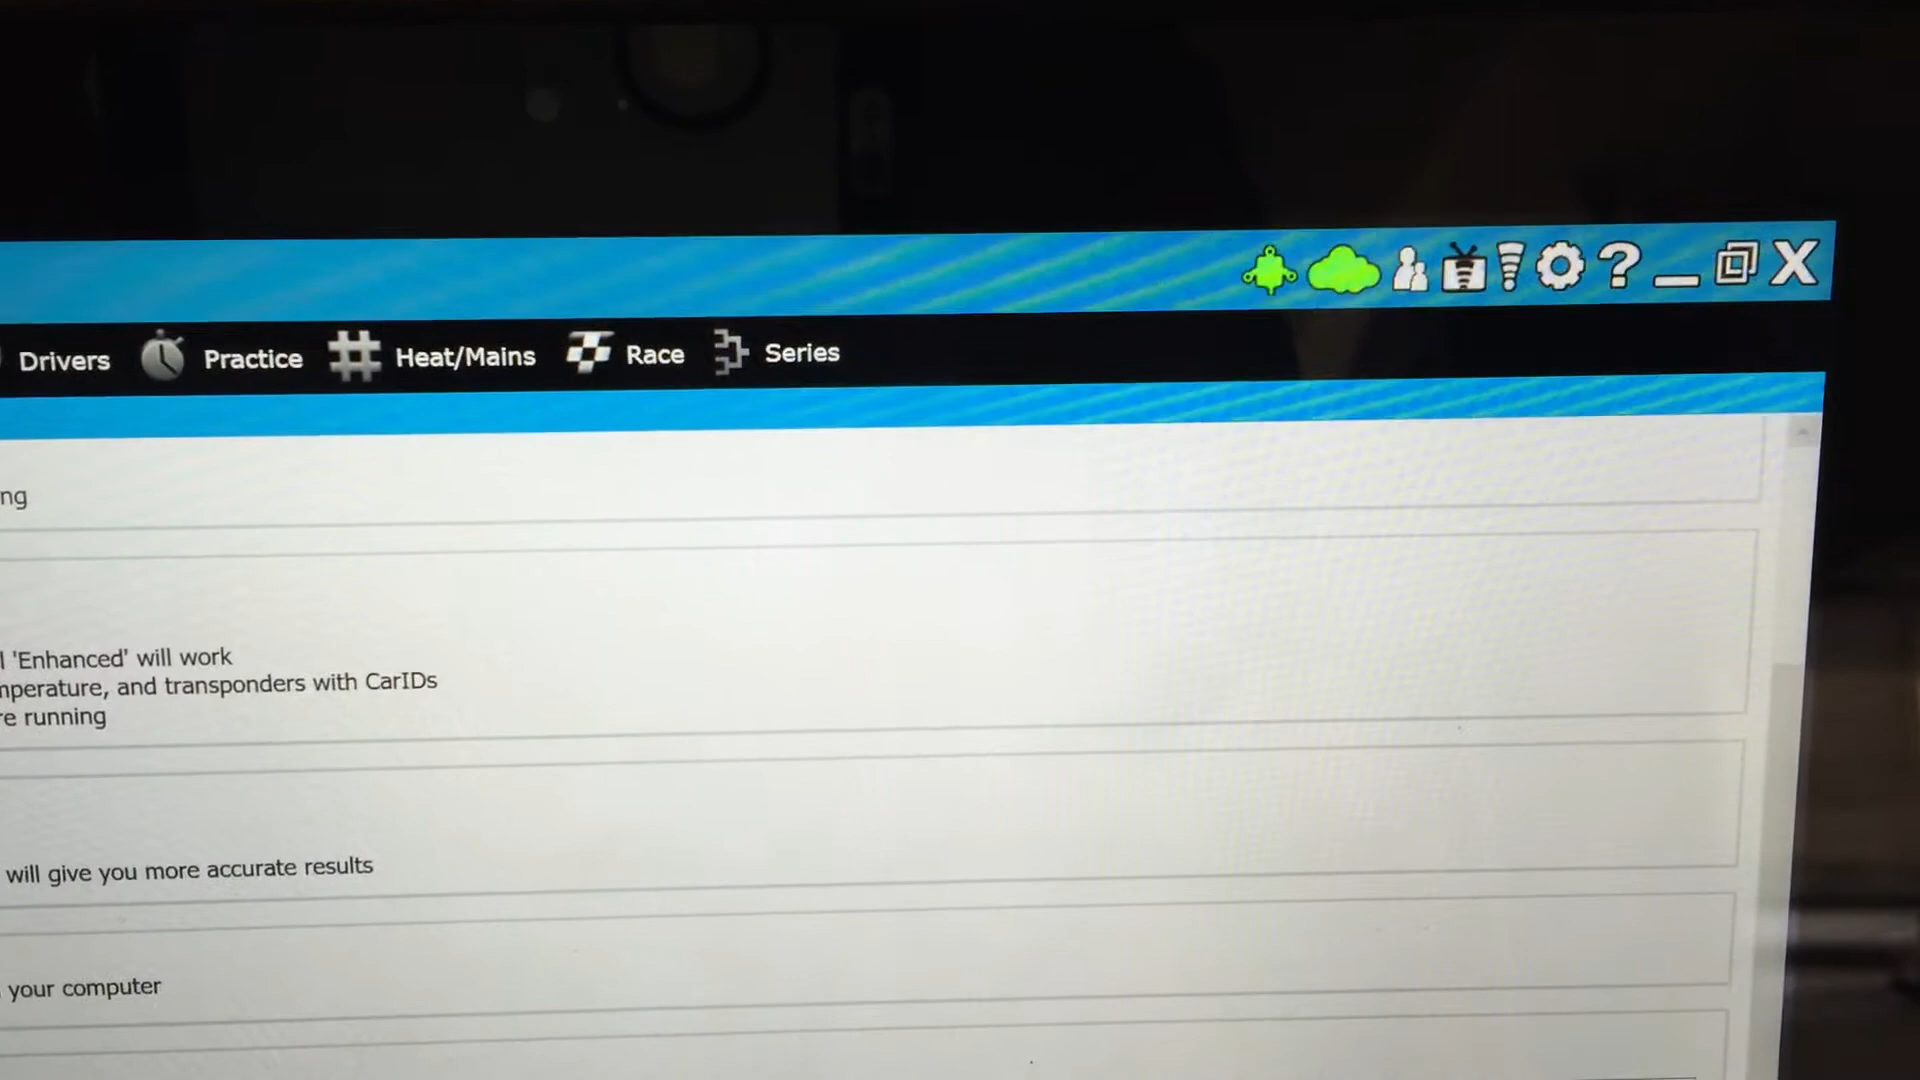 Drivers Practice Heat/Mains Race Series
ng
'Enhanced' will work
mperature, and transponders with CarIDs
re running
will give you more accurate results
your computer